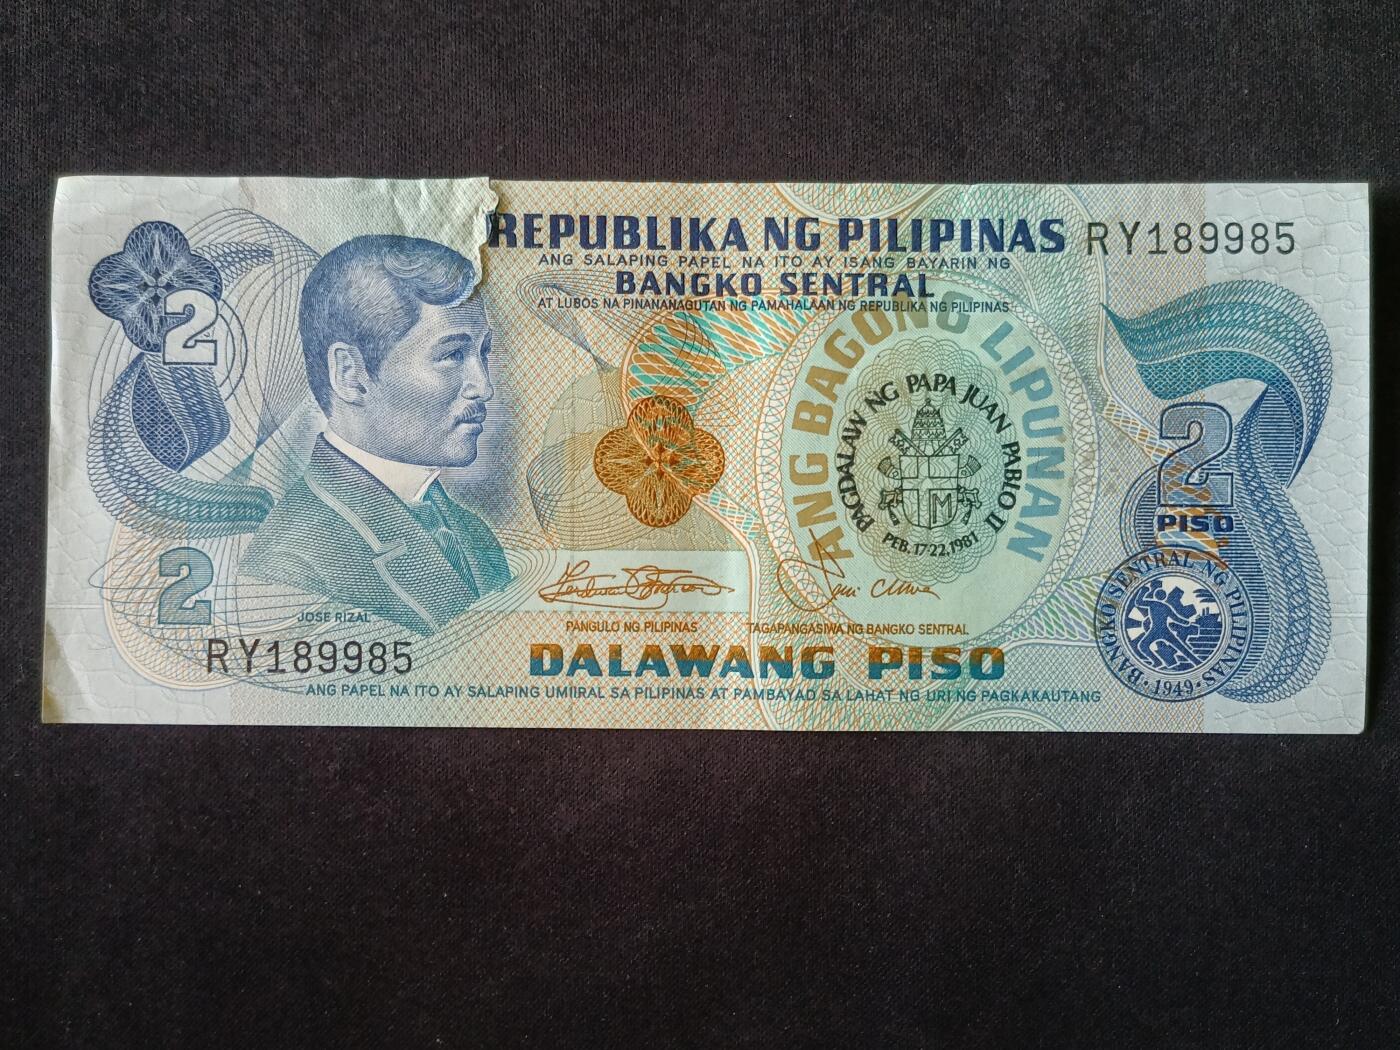 REPUBLIKA NG PILIPINAS
RY189985
ANG SALAPING PAPEL NA ITO AY ISANG BAYARIN NG
BANGKO SENTRAL
AT LUBOS NA PINANANAGUTAN NG PAMAHALAAN NG REPUBLIKA NG PILIPINAS
2
ANG BAGONG LIPUNAN
PAGDALAW NG PAPA JUAN PABLO II
M
PEB. 17-22, 1981
2
PISO
2
JOSE RIZAL
PANGULO NG PILIPINAS
TAGAPANGASIWA NG BANGKO SENTRAL
BANGKO SENTRAL NG PILIPINAS
· 1949 ·
RY189985
DALAWANG PISO
ANG PAPEL NA ITO AY SALAPING UMIIRAL SA PILIPINAS AT PAMBAYAD SA LAHAT NG URI NG PAGKAKAUTANG